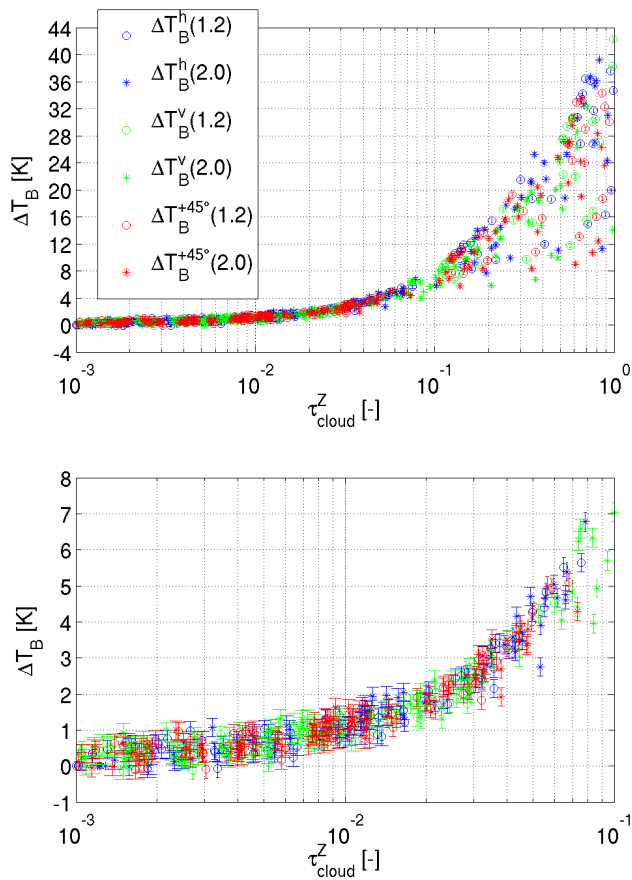 44
40
36
32
28
24
20
16
12
8
4
0
-4
ΔT_B [K]
ΔT_B^h(1.2)
ΔT_B^h(2.0)
ΔT_B^v(1.2)
ΔT_B^v(2.0)
ΔT_B^+45°(1.2)
ΔT_B^+45°(2.0)
10^-3 10^-2 10^-1 10^0
τ_cloud^Z [-]
8
7
6
5
4
3
2
1
0
-1
ΔT_B [K]
10^-3 10^-2 10^-1
τ_cloud^Z [-]